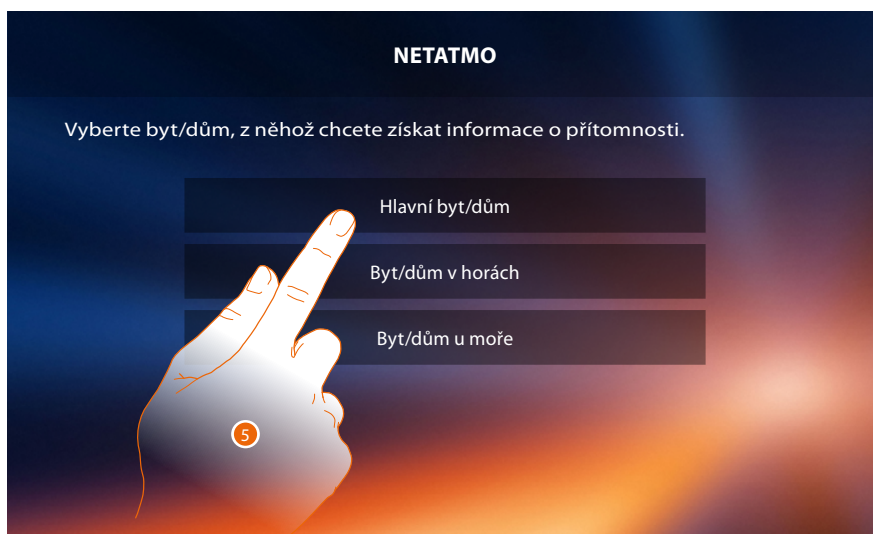 NETATMO
Vyberte byt/dům, z něhož chcete získat informace o přítomnosti.
Hlavní byt/dům
Byt/dům v horách
Byt/dům u moře
5